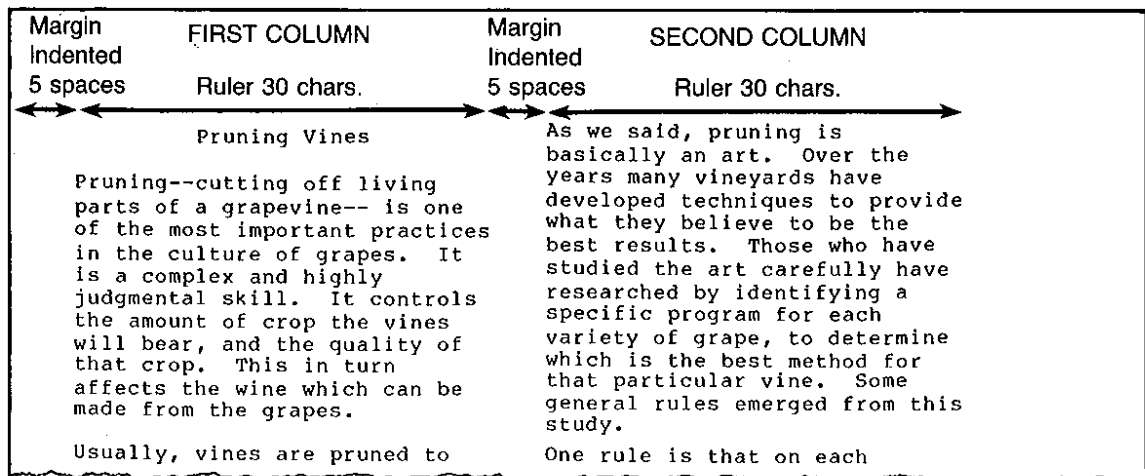 Margin
Indented
5 spaces
FIRST COLUMN
Ruler 30 chars.
Margin
Indented
5 spaces
SECOND COLUMN
Ruler 30 chars.
Pruning Vines
Pruning--cutting off living
parts of a grapevine-- is one
of the most important practices
in the culture of grapes.  It
is a complex and highly
judgmental skill.  It controls
the amount of crop the vines
will bear, and the quality of
that crop.  This in turn
affects the wine which can be
made from the grapes.
Usually, vines are pruned to
As we said, pruning is
basically an art.  Over the
years many vineyards have
developed techniques to provide
what they believe to be the
best results.  Those who have
studied the art carefully have
researched by identifying a
specific program for each
variety of grape, to determine
which is the best method for
that particular vine.  Some
general rules emerged from this
study.
One rule is that on each